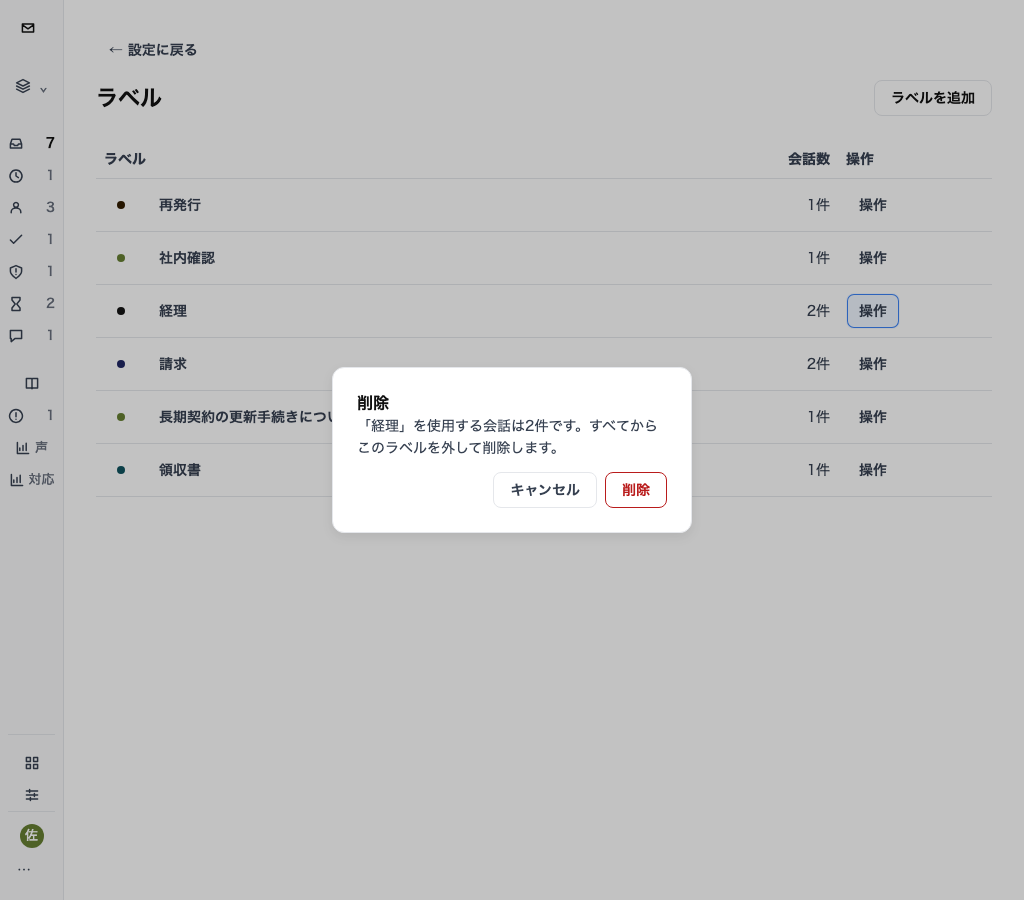 ← 設定に戻る
ラベル
ラベルを追加
ラベル 会話数 操作
再発行 1件 操作
社内確認 1件 操作
経理 2件 操作
請求 2件 操作
長期契約の更新手続きについ 1件 操作
領収書 1件 操作
削除
「経理」を使用する会話は2件です。すべてから
このラベルを外して削除します。
キャンセル 削除
7
1
3
1
1
2
1
1
声
対応
佐
…